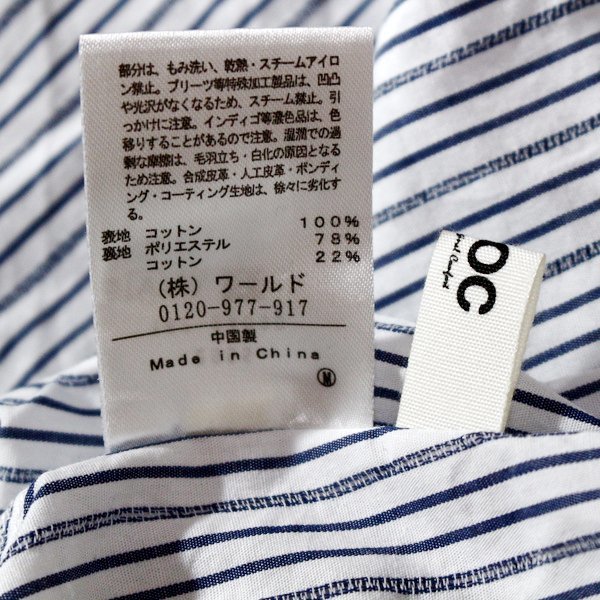 部分は、もみ洗い、乾熱・スチームアイロ
ン禁止。プリーツ等特殊加工製品は、凹凸
や光沢がなくなるため、スチーム禁止。引
っかけに注意。インディゴ等濃色品は、色
移りすることがあるので注意。湿潤での過
剰な摩擦は、毛羽立ち・白化の原因となる
ため注意。合成皮革・人工皮革・ボンディ
ング・コーティング生地は、徐々に劣化す
る。
表地 コットン 100%
裏地 ポリエステル 78%
コットン 22%
(株) ワールド
0120-977-917
中国製
Made in China
M
OC